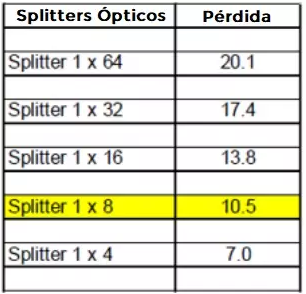 Splitters Ópticos Pérdida
Splitter 1 x 64 20.1
Splitter 1 x 32 17.4
Splitter 1 x 16 13.8
Splitter 1 x 8 10.5
Splitter 1 x 4 7.0